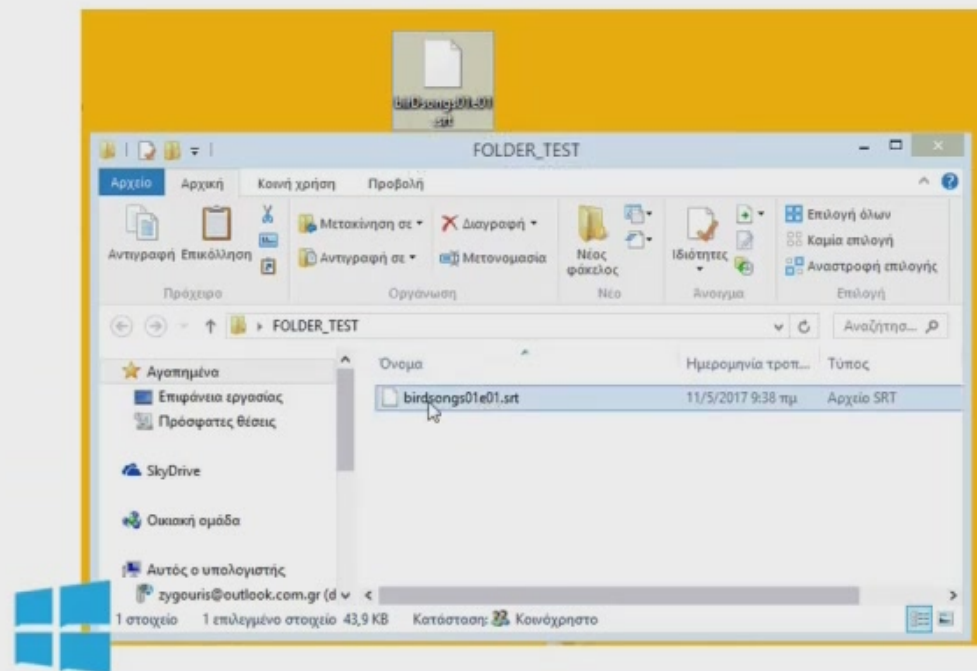 birDsongs01e01
.srt
FOLDER_TEST
Αρχείο Αρχική Κοινή χρήση Προβολή
Αντιγραφή Επικόλληση
Μετακίνηση σε
Αντιγραφή σε
Διαγραφή
Μετονομασία
Νέος
φάκελος
Ιδιότητες
Επιλογή όλων
Καμία επιλογή
Αναστροφή επιλογής
Πρόχειρο Οργάνωση Νέο Άνοιγμα Επιλογή
FOLDER_TEST Αναζήτησ...
Όνομα Ημερομηνία τροπ... Τύπος
birdsongs01e01.srt 11/5/2017 9:38 πμ Αρχείο SRT
Αγαπημένα
Επιφάνεια εργασίας
Πρόσφατες θέσεις
SkyDrive
Οικιακή ομάδα
Αυτός ο υπολογιστής
zygouris@outlook.com.gr (d
1 στοιχείο 1 επιλεγμένο στοιχείο 43,9 KB Κατάσταση: Κοινόχρηστο